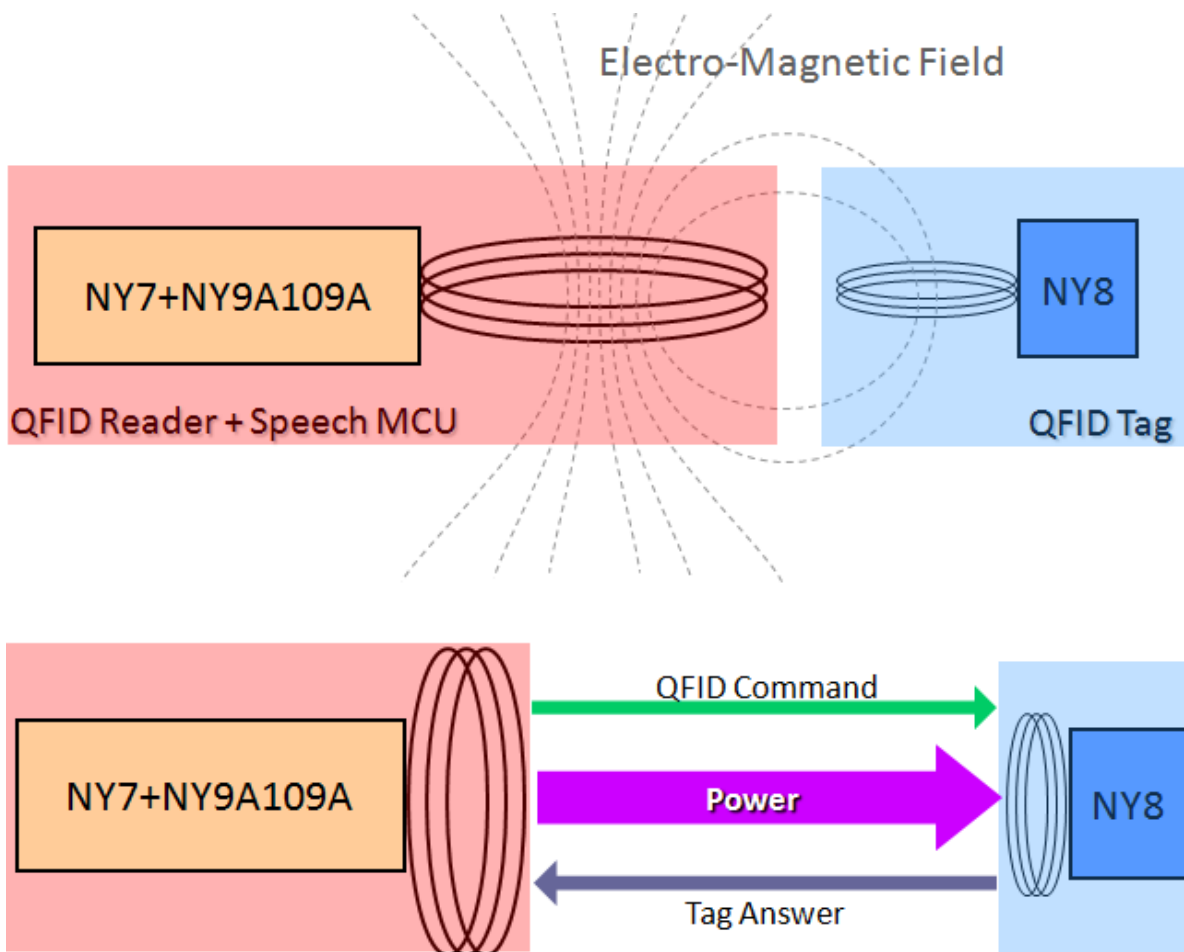 Electro-Magnetic Field
NY7+NY9A109A
NY8
QFID Reader + Speech MCU
QFID Tag
QFID Command
NY7+NY9A109A
Power
NY8
Tag Answer